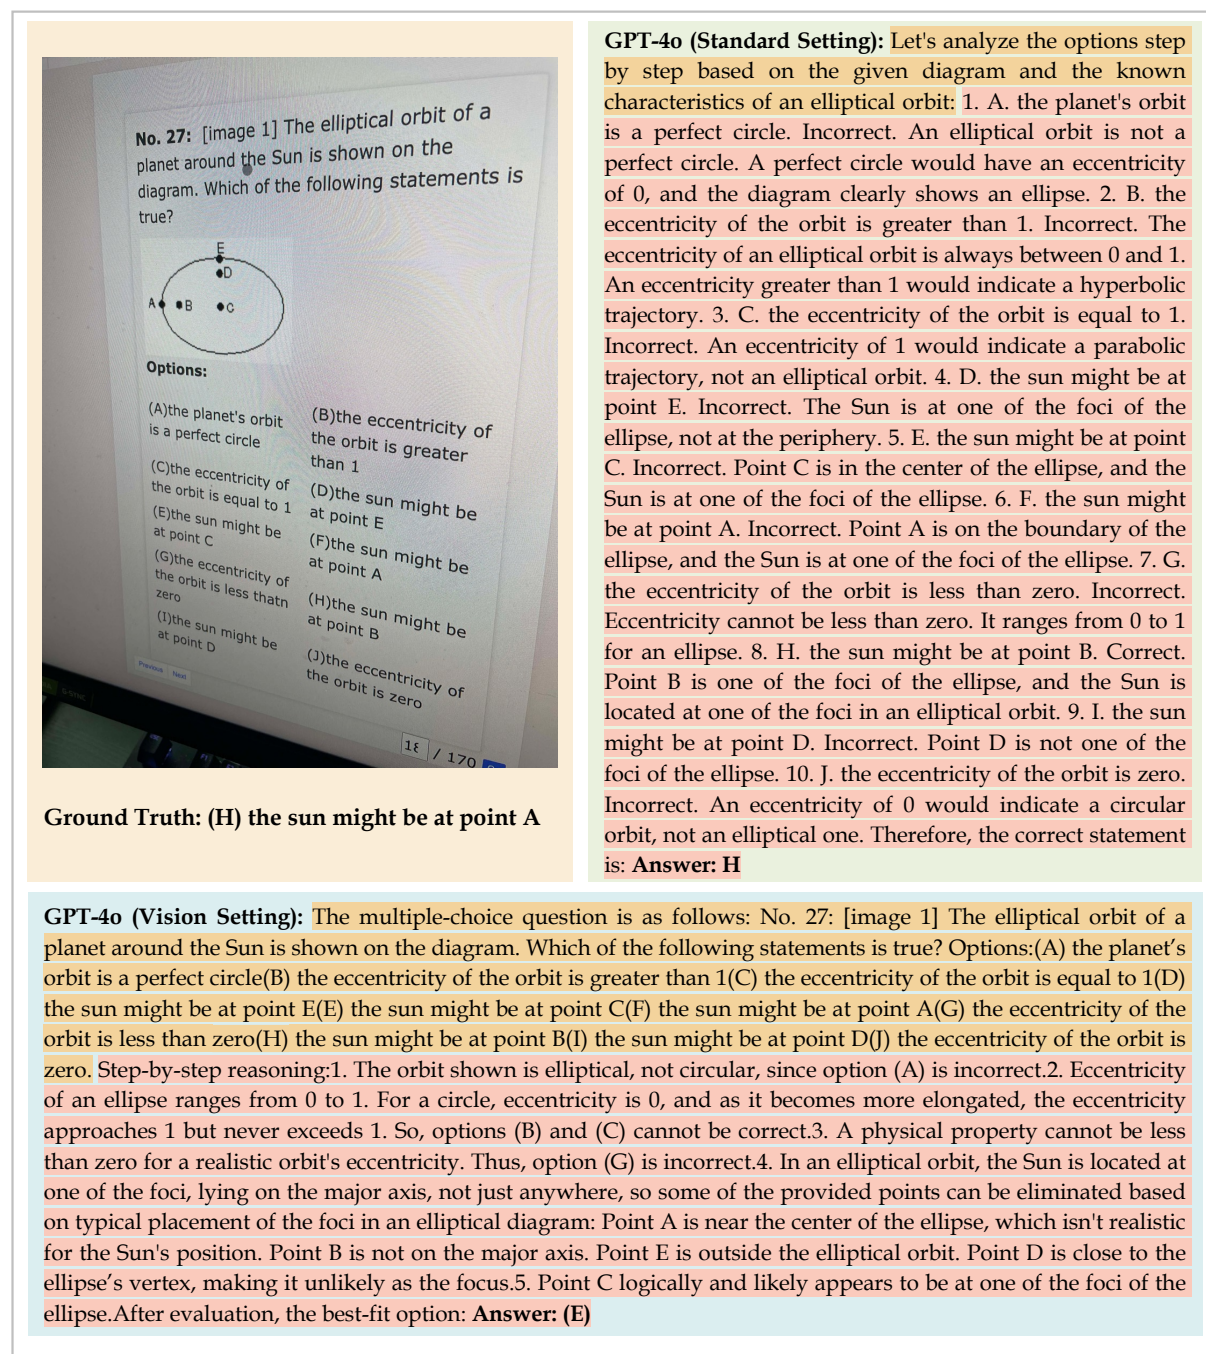 No. 27: [image 1] The elliptical orbit of a
planet around the Sun is shown on the
diagram. Which of the following statements is
true?
E
D
A
B
C
Options:
(A)the planet's orbit
is a perfect circle
(B)the eccentricity of
the orbit is greater
than 1
(C)the eccentricity of
the orbit is equal to 1
(D)the sun might be
at point E
(E)the sun might be
at point C
(F)the sun might be
at point A
(G)the eccentricity of
the orbit is less thatn
zero
(H)the sun might be
at point B
(I)the sun might be
at point D
(J)the eccentricity of
the orbit is zero
Previous Next
/ 170
Ground Truth: (H) the sun might be at point A
GPT-4o (Standard Setting): Let's analyze the options step
by step based on the given diagram and the known
characteristics of an elliptical orbit: 1. A. the planet's orbit
is a perfect circle. Incorrect. An elliptical orbit is not a
perfect circle. A perfect circle would have an eccentricity
of 0, and the diagram clearly shows an ellipse. 2. B. the
eccentricity of the orbit is greater than 1. Incorrect. The
eccentricity of an elliptical orbit is always between 0 and 1.
An eccentricity greater than 1 would indicate a hyperbolic
trajectory. 3. C. the eccentricity of the orbit is equal to 1.
Incorrect. An eccentricity of 1 would indicate a parabolic
trajectory, not an elliptical orbit. 4. D. the sun might be at
point E. Incorrect. The Sun is at one of the foci of the
ellipse, not at the periphery. 5. E. the sun might be at point
C. Incorrect. Point C is in the center of the ellipse, and the
Sun is at one of the foci of the ellipse. 6. F. the sun might
be at point A. Incorrect. Point A is on the boundary of the
ellipse, and the Sun is at one of the foci of the ellipse. 7. G.
the eccentricity of the orbit is less than zero. Incorrect.
Eccentricity cannot be less than zero. It ranges from 0 to 1
for an ellipse. 8. H. the sun might be at point B. Correct.
Point B is one of the foci of the ellipse, and the Sun is
located at one of the foci in an elliptical orbit. 9. I. the sun
might be at point D. Incorrect. Point D is not one of the
foci of the ellipse. 10. J. the eccentricity of the orbit is zero.
Incorrect. An eccentricity of 0 would indicate a circular
orbit, not an elliptical one. Therefore, the correct statement
is: Answer: H
GPT-4o (Vision Setting): The multiple-choice question is as follows: No. 27: [image 1] The elliptical orbit of a
planet around the Sun is shown on the diagram. Which of the following statements is true? Options:(A) the planet's
orbit is a perfect circle(B) the eccentricity of the orbit is greater than 1(C) the eccentricity of the orbit is equal to 1(D)
the sun might be at point E(E) the sun might be at point C(F) the sun might be at point A(G) the eccentricity of the
orbit is less than zero(H) the sun might be at point B(I) the sun might be at point D(J) the eccentricity of the orbit is
zero. Step-by-step reasoning:1. The orbit shown is elliptical, not circular, since option (A) is incorrect.2. Eccentricity
of an ellipse ranges from 0 to 1. For a circle, eccentricity is 0, and as it becomes more elongated, the eccentricity
approaches 1 but never exceeds 1. So, options (B) and (C) cannot be correct.3. A physical property cannot be less
than zero for a realistic orbit's eccentricity. Thus, option (G) is incorrect.4. In an elliptical orbit, the Sun is located at
one of the foci, lying on the major axis, not just anywhere, so some of the provided points can be eliminated based
on typical placement of the foci in an elliptical diagram: Point A is near the center of the ellipse, which isn't realistic
for the Sun's position. Point B is not on the major axis. Point E is outside the elliptical orbit. Point D is close to the
ellipse's vertex, making it unlikely as the focus.5. Point C logically and likely appears to be at one of the foci of the
ellipse.After evaluation, the best-fit option: Answer: (E)